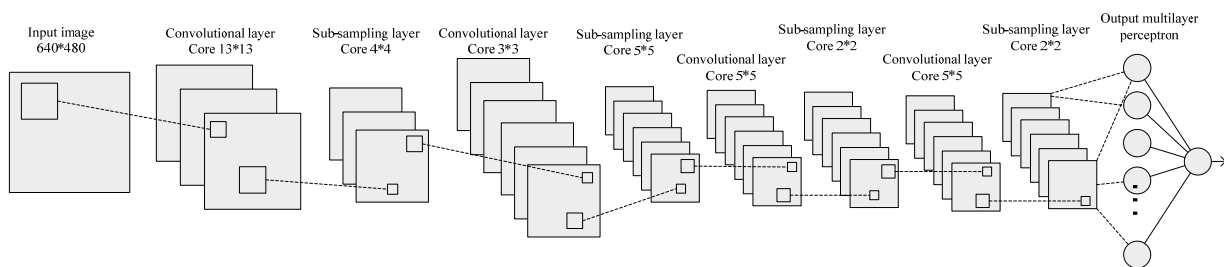 Input image
640*480
Convolutional layer
Core 13*13
Sub-sampling layer
Core 4*4
Convolutional layer
Core 3*3
Sub-sampling layer
Core 5*5
Convolutional layer
Core 5*5
Sub-sampling layer
Core 2*2
Convolutional layer
Core 5*5
Sub-sampling layer
Core 2*2
Output multilayer
perceptron